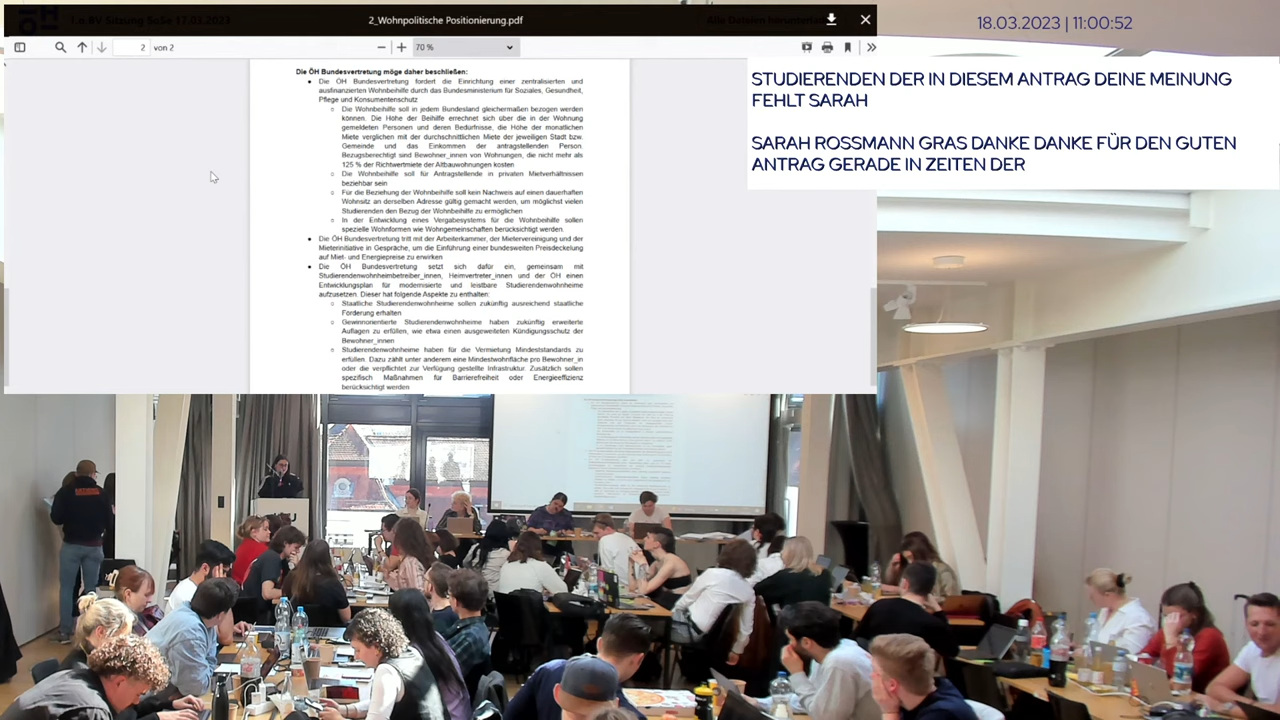 1.o BV Sitzung SoSe 17.03.2023
2_Wohnpolitische Positionierung.pdf
Alle Dateien herunterladen
18.03.2023 | 11:00:52
2
von 2
70 %
STUDIERENDEN DER IN DIESEM ANTRAG DEINE MEINUNG
FEHLT SARAH
SARAH ROSSMANN GRAS DANKE DANKE FÜR DEN GUTEN
ANTRAG GERADE IN ZEITEN DER
Die ÖH Bundesvertretung möge daher beschließen:
Die ÖH Bundesvertretung fordert die Einrichtung einer zentralisierten und
ausfinanzierten Wohnbeihilfe durch das Bundesministerium für Soziales, Gesundheit,
Pflege und Konsumentenschutz
Die Wohnbeihilfe soll in jedem Bundesland gleichermaßen bezogen werden
können. Die Höhe der Beihilfe errechnet sich über die in der Wohnung
gemeldeten Personen und deren Bedürfnisse, die Höhe der monatlichen
Miete verglichen mit der durchschnittlichen Miete der jeweiligen Stadt bzw.
Gemeinde und das Einkommen der antragstellenden Person.
Bezugsberechtigt sind Bewohner_innen von Wohnungen, die nicht mehr als
125 % der Richtwertmiete der Altbauwohnungen kosten
Die Wohnbeihilfe soll für Antragstellende in privaten Mietverhältnissen
beziehbar sein
Für die Beziehung der Wohnbeihilfe soll kein Nachweis auf einen dauerhaften
Wohnsitz an derselben Adresse gültig gemacht werden, um möglichst vielen
Studierenden den Bezug der Wohnbeihilfe zu ermöglichen
In der Entwicklung eines Vergabesystems für die Wohnbeihilfe sollen
spezielle Wohnformen wie Wohngemeinschaften berücksichtigt werden.
Die ÖH Bundesvertretung tritt mit der Arbeiterkammer, der Mietervereinigung und der
Mieterinitiative in Gespräche, um die Einführung einer bundesweiten Preisdeckelung
auf Miet- und Energiepreise zu erwirken
Die ÖH Bundesvertretung setzt sich dafür ein, gemeinsam mit
Studierendenwohnheimbetreiber_innen, Heimvertreter_innen und der ÖH einen
Entwicklungsplan für modernisierte und leistbare Studierendenwohnheime
aufzusetzen. Dieser hat folgende Aspekte zu enthalten:
Staatliche Studierendenwohnheime sollen zukünftig ausreichend staatliche
Förderung erhalten
Gewinnorientierte Studierendenwohnheime haben zukünftig erweiterte
Auflagen zu erfüllen, wie etwa einen ausgeweiteten Kündigungsschutz der
Bewohner_innen
Studierendenwohnheime haben für die Vermietung Mindeststandards zu
erfüllen. Dazu zählt unter anderem eine Mindestwohnfläche pro Bewohner_in
oder die verpflichtet zur Verfügung gestellte Infrastruktur. Zusätzlich sollen
spezifisch Maßnahmen für Barrierefreiheit oder Energieeffizienz
berücksichtigt werden